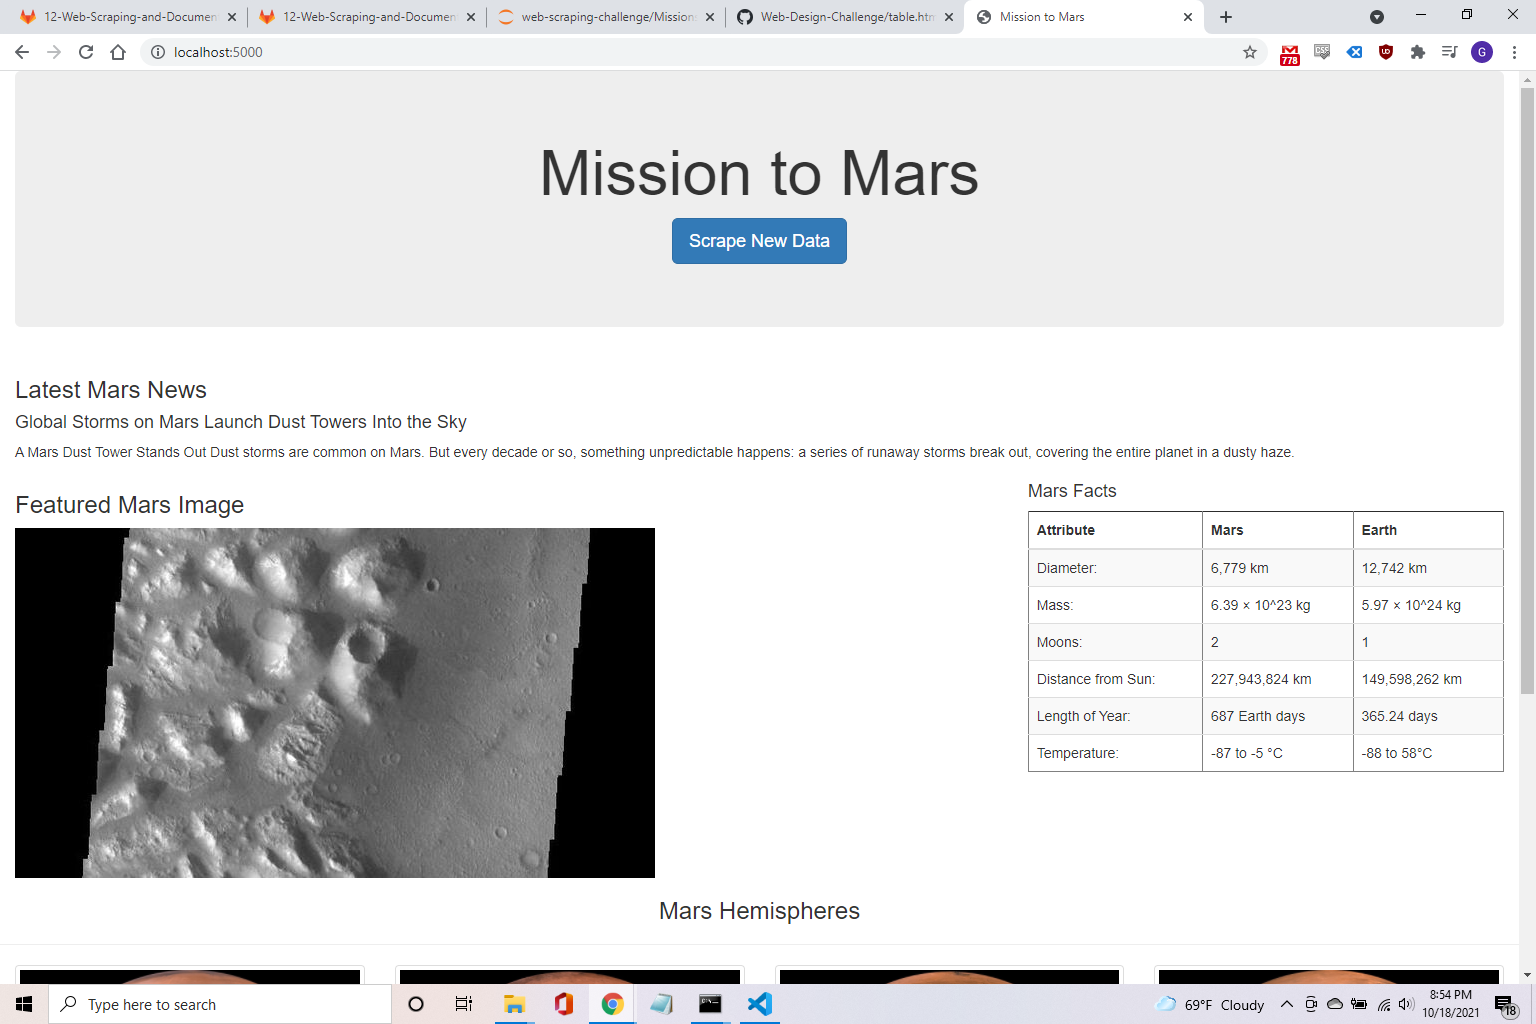 12-Web-Scraping-and-Documen
12-Web-Scraping-and-Documen
web-scraping-challenge/Mission
Web-Design-Challenge/table.htm
Mission to Mars
localhost:5000
778
G
Mission to Mars
Scrape New Data
Latest Mars News
Global Storms on Mars Launch Dust Towers Into the Sky
A Mars Dust Tower Stands Out Dust storms are common on Mars. But every decade or so, something unpredictable happens: a series of runaway storms break out, covering the entire planet in a dusty haze.
Featured Mars Image
Mars Facts
Attribute Mars Earth
Diameter: 6,779 km 12,742 km
Mass: 6.39 × 10^23 kg 5.97 × 10^24 kg
Moons: 2 1
Distance from Sun: 227,943,824 km 149,598,262 km
Length of Year: 687 Earth days 365.24 days
Temperature: -87 to -5 °C -88 to 58°C
Mars Hemispheres
Type here to search
69°F Cloudy
8:54 PM
10/18/2021
18